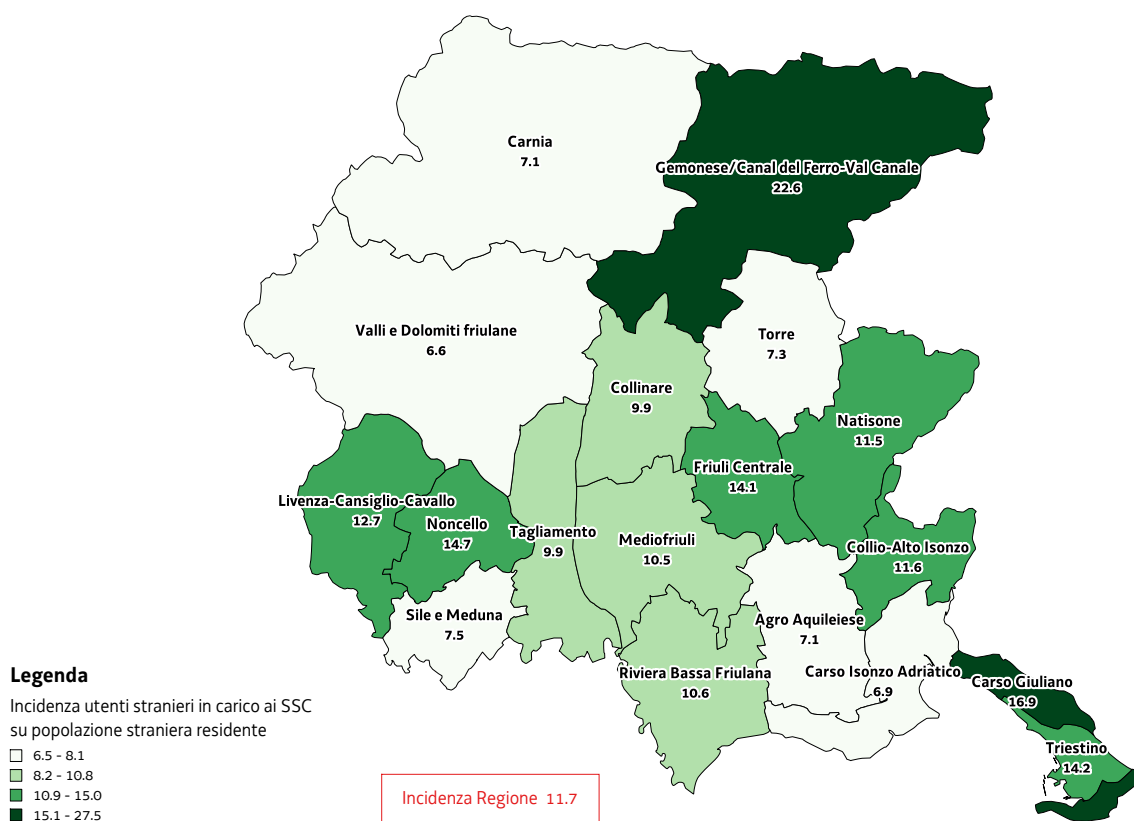 Carnia
7.1
Gemonese/Canal del Ferro-Val Canale
22.6
Valli e Dolomiti friulane
6.6
Torre
7.3
Collinare
9.9
Natisone
11.5
Friuli Centrale
14.1
Livenza-Cansiglio-Cavallo
12.7
Noncello
14.7
Tagliamento
9.9
Mediofriuli
10.5
Collio-Alto Isonzo
11.6
Sile e Meduna
7.5
Agro Aquileiese
7.1
Riviera Bassa Friulana
10.6
Carso Isonzo Adriatico
6.9
Carso Giuliano
16.9
Triestino
14.2
Legenda
Incidenza utenti stranieri in carico ai SSC
su popolazione straniera residente
6.5 - 8.1
8.2 - 10.8
10.9 - 15.0
15.1 - 27.5
Incidenza Regione 11.7